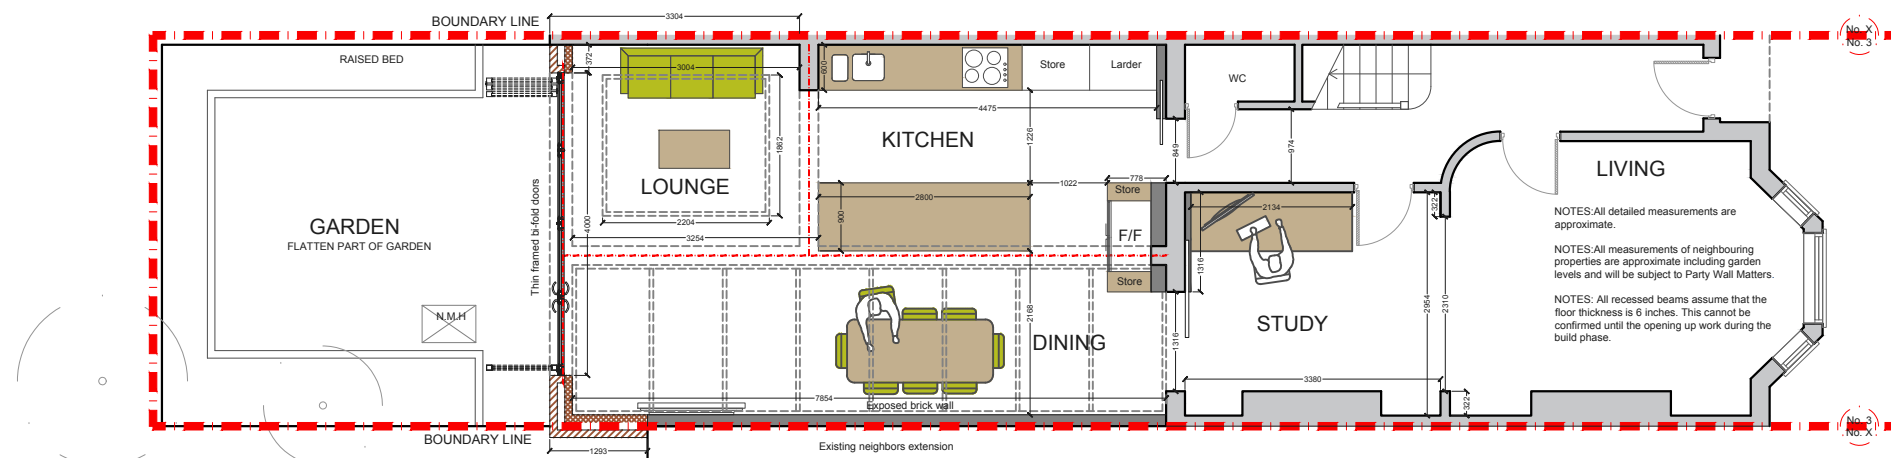 BOUNDARY LINE
3304
No. X
No. 3
RAISED BED
372
3004
600
Store
Larder
WC
4475
KITCHEN
1226
849
974
1862
LOUNGE
LIVING
1022
778
Store
2800
900
2204
3254
4000
Thin framed bi-fold doors
GARDEN
FLATTEN PART OF GARDEN
F/F
Store
2134
1316
322
NOTES:All detailed measurements are
approximate.
NOTES:All measurements of neighbouring
properties are approximate including garden
levels and will be subject to Party Wall Matters.
NOTES: All recessed beams assume that the
floor thickness is 6 inches. This cannot be
confirmed until the opening up work during the
build phase.
N.M.H
2168
2954
2310
STUDY
DINING
1316
3380
7854
Exposed brick wall
322
BOUNDARY LINE
1293
Existing neighbors extension
No. 3
No. X